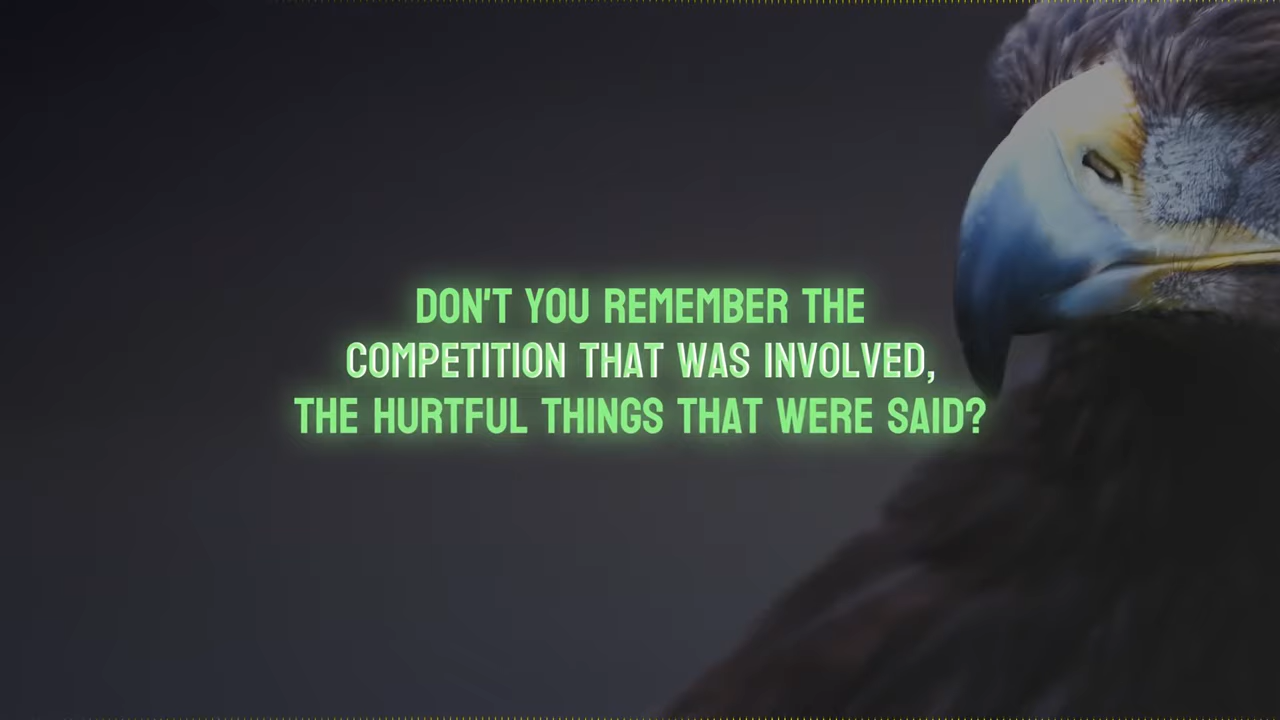 DON'T YOU REMEMBER THE
COMPETITION THAT WAS INVOLVED,
THE HURTFUL THINGS THAT WERE SAID?